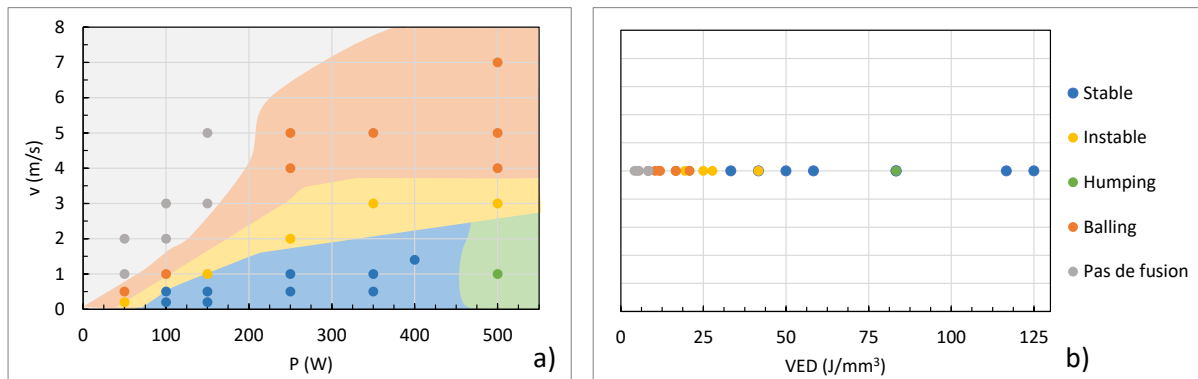 8
7
6
5
4
3
2
1
0
v (m/s)
0 100 200 300 400 500
P (W)
a)
0 25 50 75 100 125
VED (J/mm³)
b)
Stable
Instable
Humping
Balling
Pas de fusion